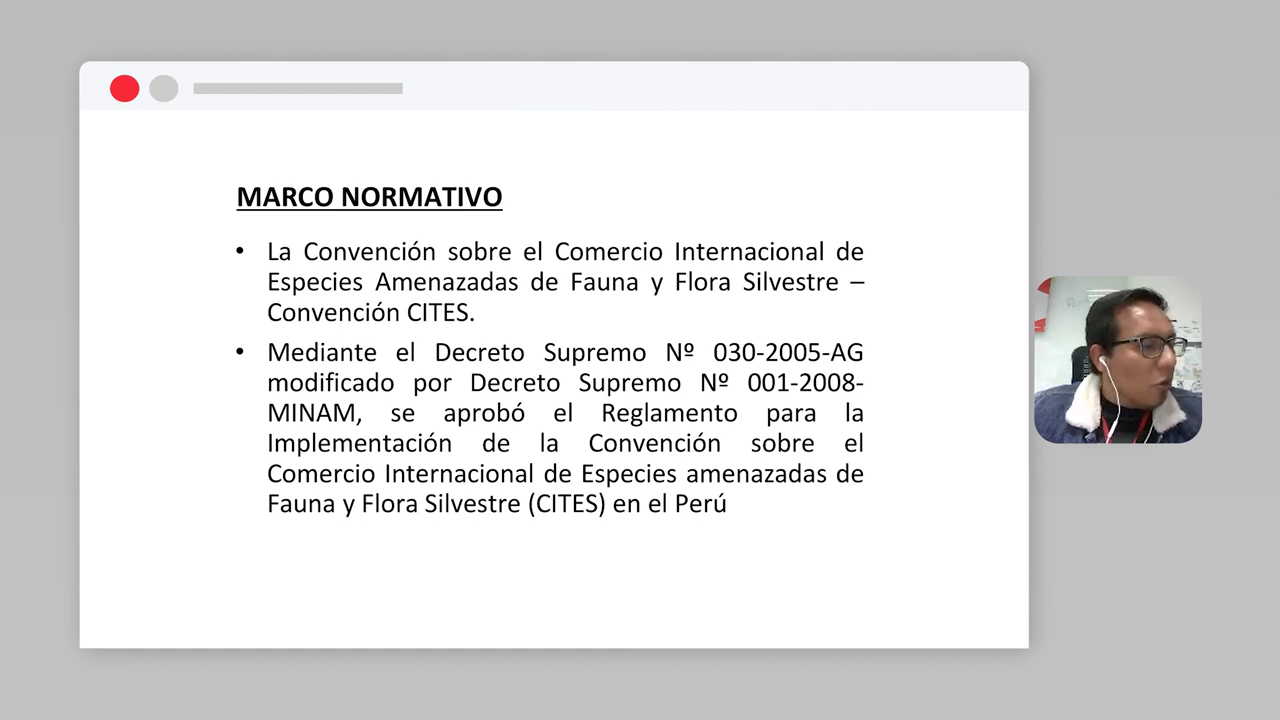 MARCO NORMATIVO
• La Convención sobre el Comercio Internacional de
Especies Amenazadas de Fauna y Flora Silvestre –
Convención CITES.
• Mediante el Decreto Supremo Nº 030-2005-AG
modificado por Decreto Supremo Nº 001-2008-
MINAM, se aprobó el Reglamento para la
Implementación de la Convención sobre el
Comercio Internacional de Especies amenazadas de
Fauna y Flora Silvestre (CITES) en el Perú